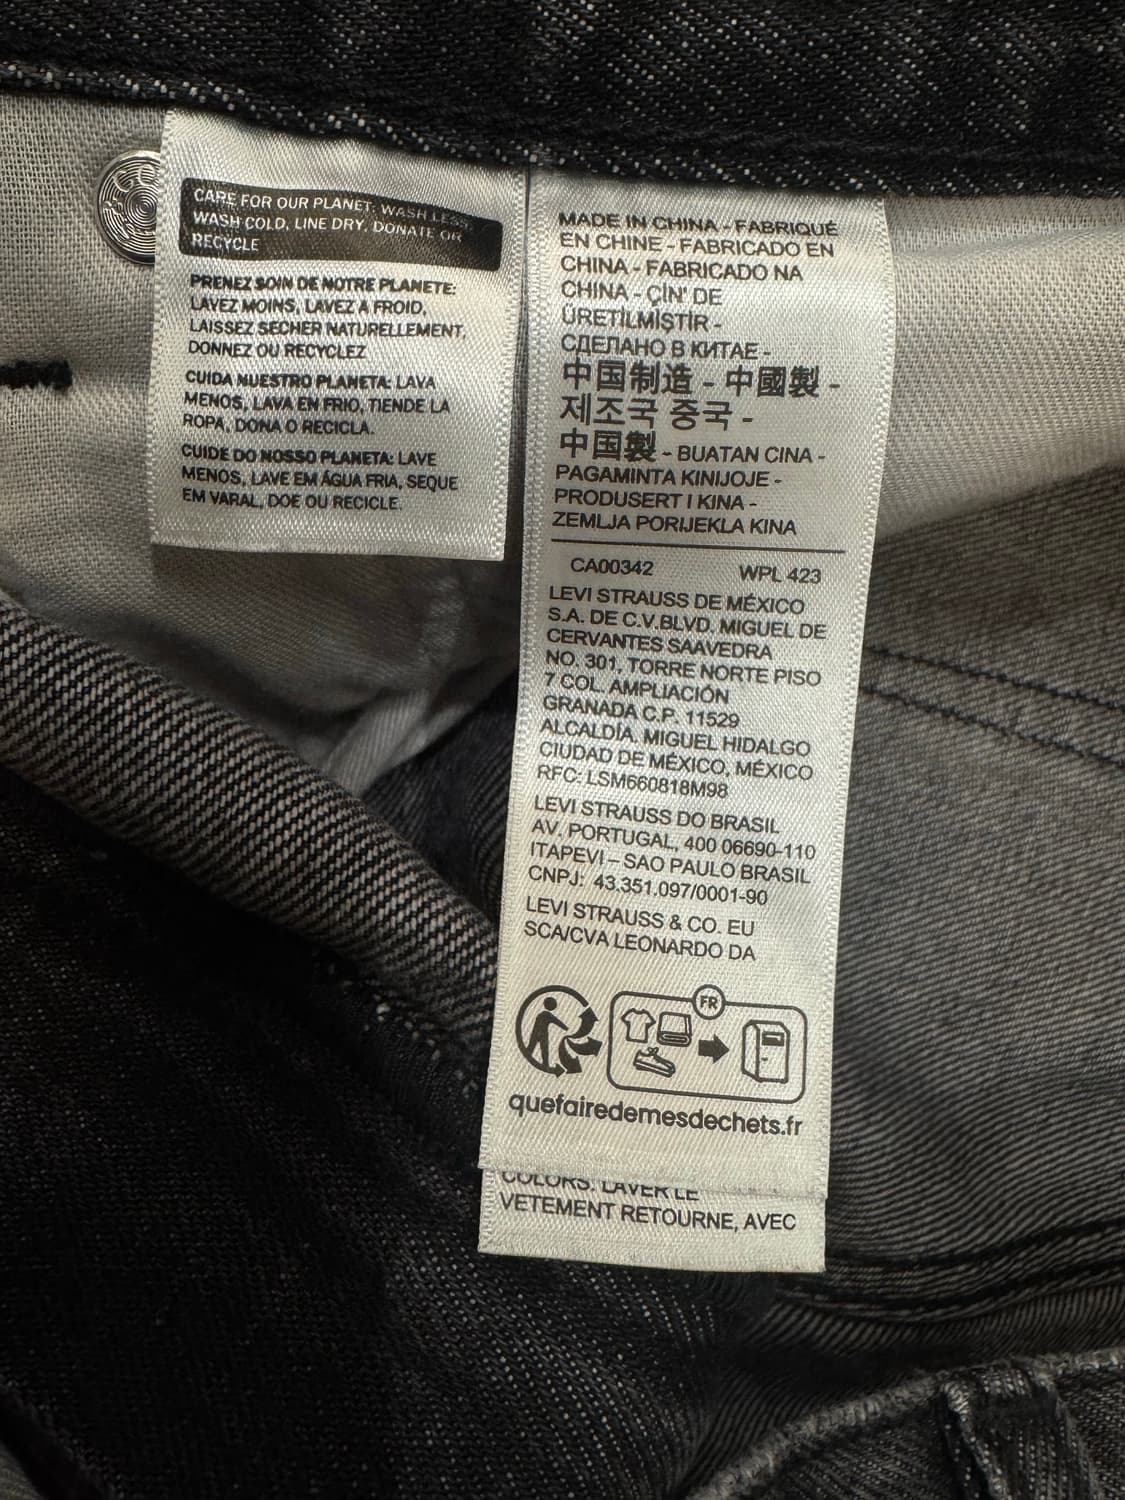 CARE FOR OUR PLANET: WASH LESS,
WASH COLD, LINE DRY, DONATE OR
RECYCLE
PRENEZ SOIN DE NOTRE PLANETE:
LAVEZ MOINS, LAVEZ A FROID,
LAISSEZ SECHER NATURELLEMENT,
DONNEZ OU RECYCLEZ
CUIDA NUESTRO PLANETA: LAVA
MENOS, LAVA EN FRIO, TIENDE LA
ROPA, DONA O RECICLA.
CUIDE DO NOSSO PLANETA: LAVE
MENOS, LAVE EM ÁGUA FRIA, SEQUE
EM VARAL, DOE OU RECICLE.
MADE IN CHINA - FABRIQUÉ
EN CHINE - FABRICADO EN
CHINA - FABRICADO NA
CHINA - ÇİN' DE
ÜRETİLMİŞTİR -
СДЕЛАНО В КИТАЕ -
中国制造 - 中國製 -
제조국 중국 -
中国製 - BUATAN CINA -
PAGAMINTA KINIJOJE -
PRODUSERT I KINA -
ZEMLJA PORIJEKLA KINA
CA00342 WPL 423
LEVI STRAUSS DE MÉXICO
S.A. DE C.V.BLVD. MIGUEL DE
CERVANTES SAAVEDRA
NO. 301, TORRE NORTE PISO
7 COL. AMPLIACIÓN
GRANADA C.P. 11529
ALCALDÍA. MIGUEL HIDALGO
CIUDAD DE MÉXICO, MÉXICO
RFC: LSM660818M98
LEVI STRAUSS DO BRASIL
AV. PORTUGAL, 400 06690-110
ITAPEVI – SAO PAULO BRASIL
CNPJ: 43.351.097/0001-90
LEVI STRAUSS & CO. EU
SCA/CVA LEONARDO DA
FR
quefairedemesdechets.fr
COLORS. LAVER LE
VETEMENT RETOURNE, AVEC